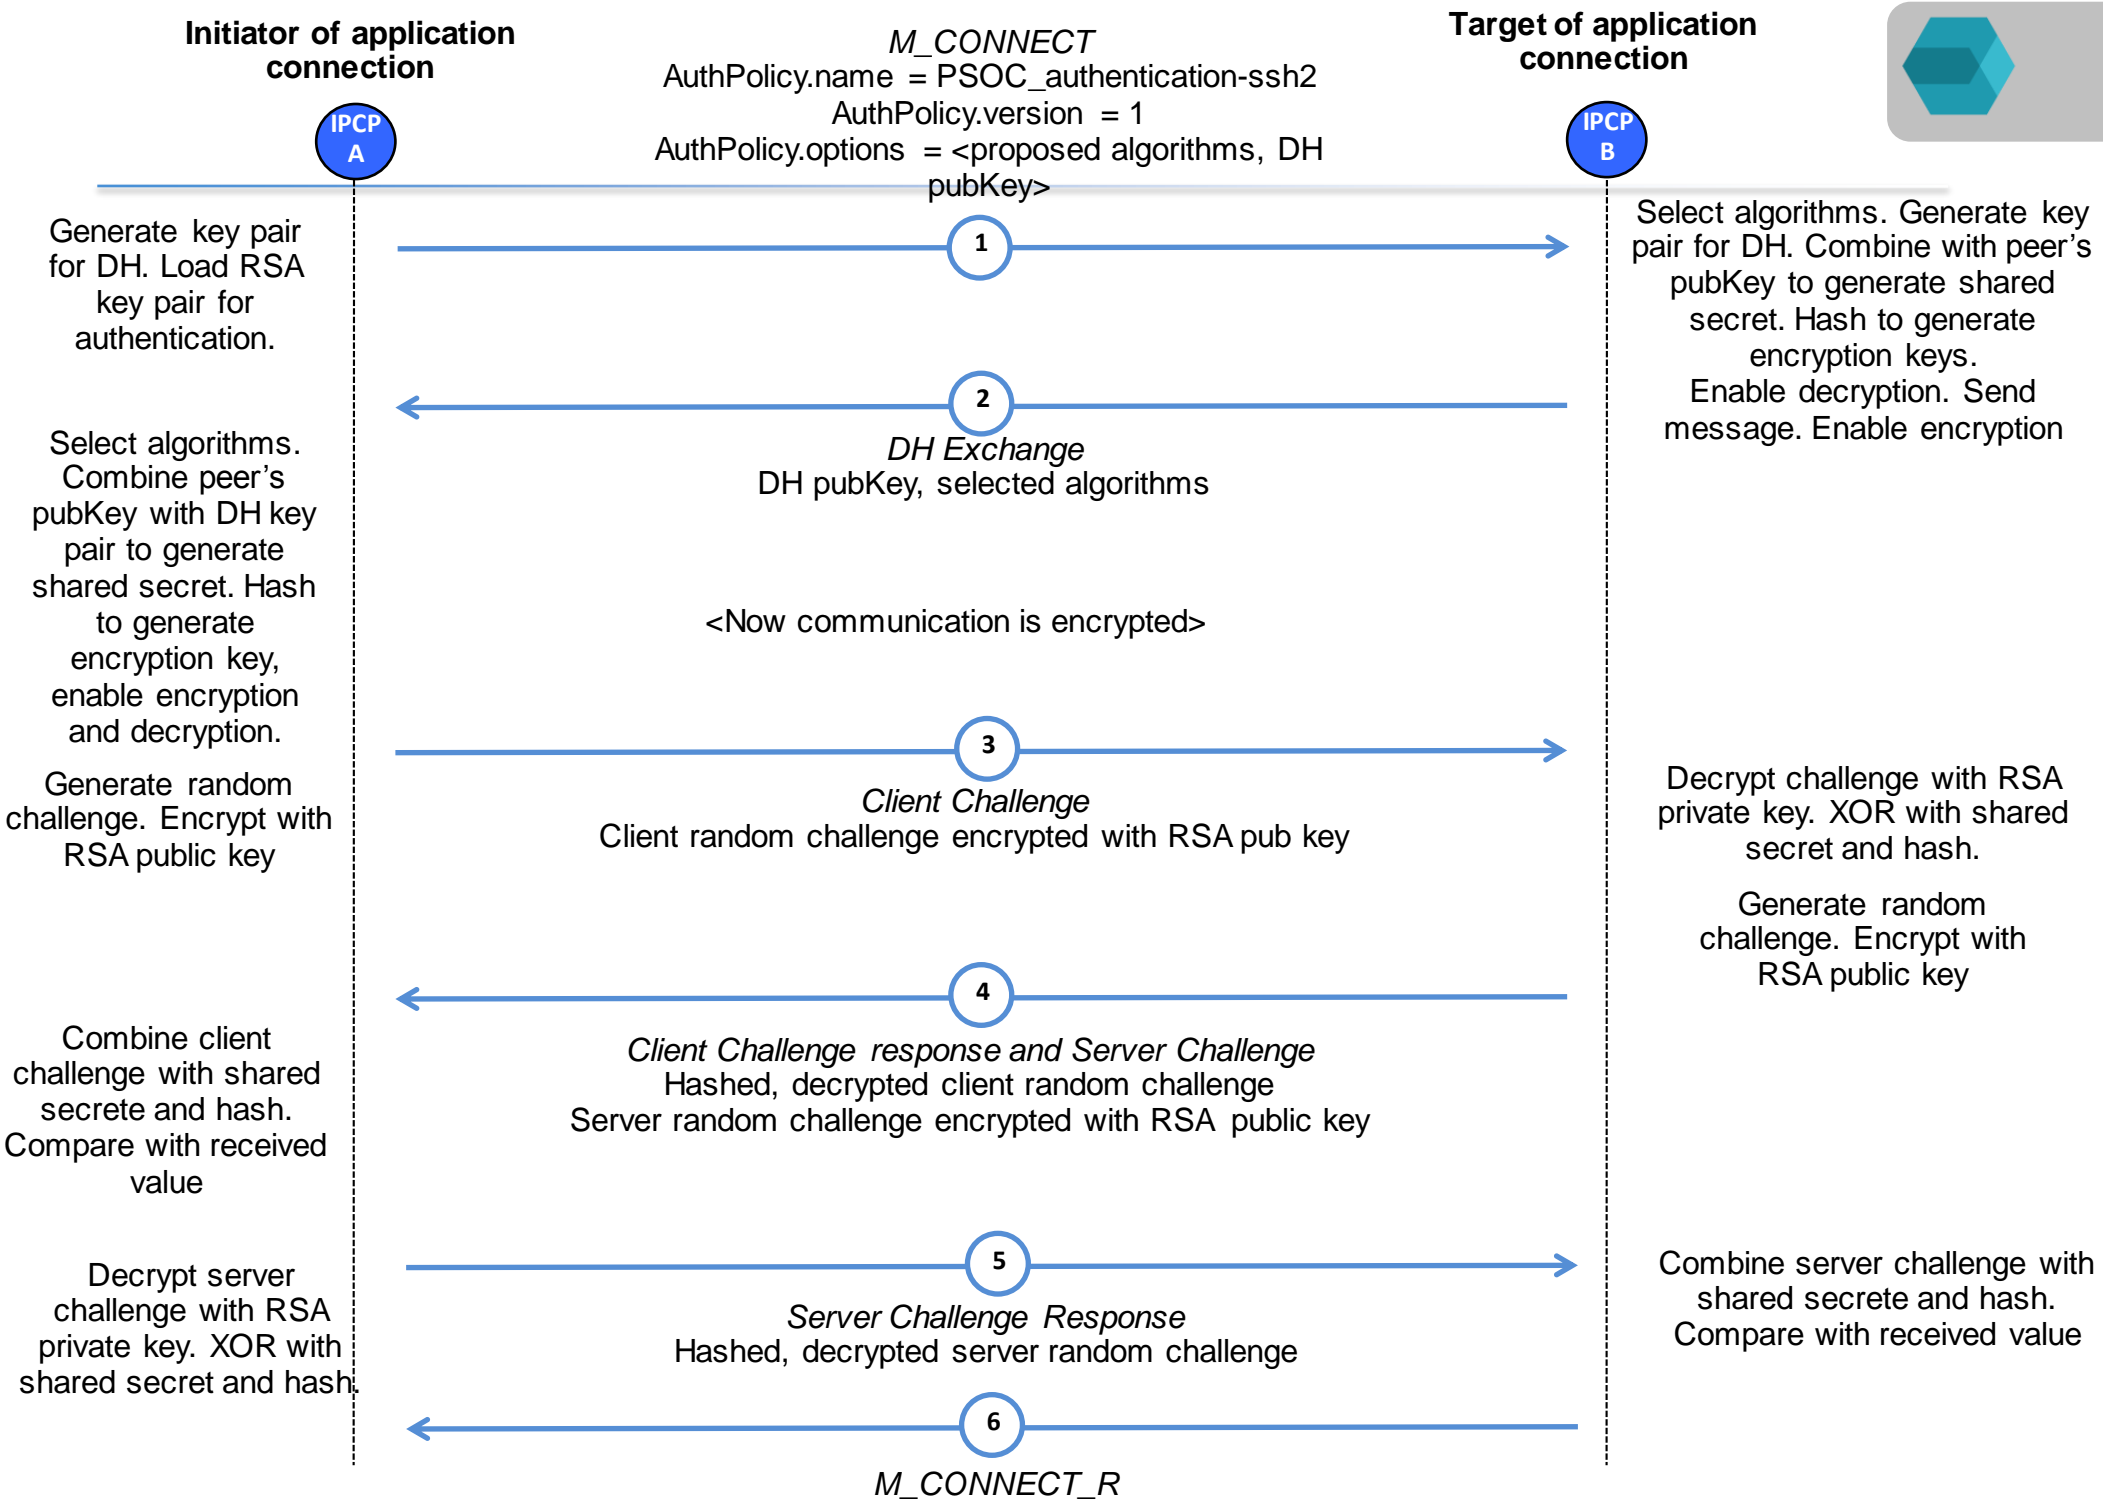 Initiator of application
connection
M_CONNECT
AuthPolicy.name = PSOC_authentication-ssh2
AuthPolicy.version = 1
AuthPolicy.options = <proposed algorithms, DH
pubKey>
Target of application
connection
IPCP
A
IPCP
B
Generate key pair
for DH. Load RSA
key pair for
authentication.
1
Select algorithms. Generate key
pair for DH. Combine with peer's
pubKey to generate shared
secret. Hash to generate
encryption keys.
Enable decryption. Send
message. Enable encryption
2
DH Exchange
DH pubKey, selected algorithms
Select algorithms.
Combine peer's
pubKey with DH key
pair to generate
shared secret. Hash
to generate
encryption key,
enable encryption
and decryption.
<Now communication is encrypted>
Generate random
challenge. Encrypt with
RSA public key
3
Client Challenge
Client random challenge encrypted with RSA pub key
Decrypt challenge with RSA
private key. XOR with shared
secret and hash.
Generate random
challenge. Encrypt with
RSA public key
4
Client Challenge response and Server Challenge
Hashed, decrypted client random challenge
Server random challenge encrypted with RSA public key
Combine client
challenge with shared
secrete and hash.
Compare with received
value
Decrypt server
challenge with RSA
private key. XOR with
shared secret and hash.
5
Server Challenge Response
Hashed, decrypted server random challenge
Combine server challenge with
shared secrete and hash.
Compare with received value
6
M_CONNECT_R